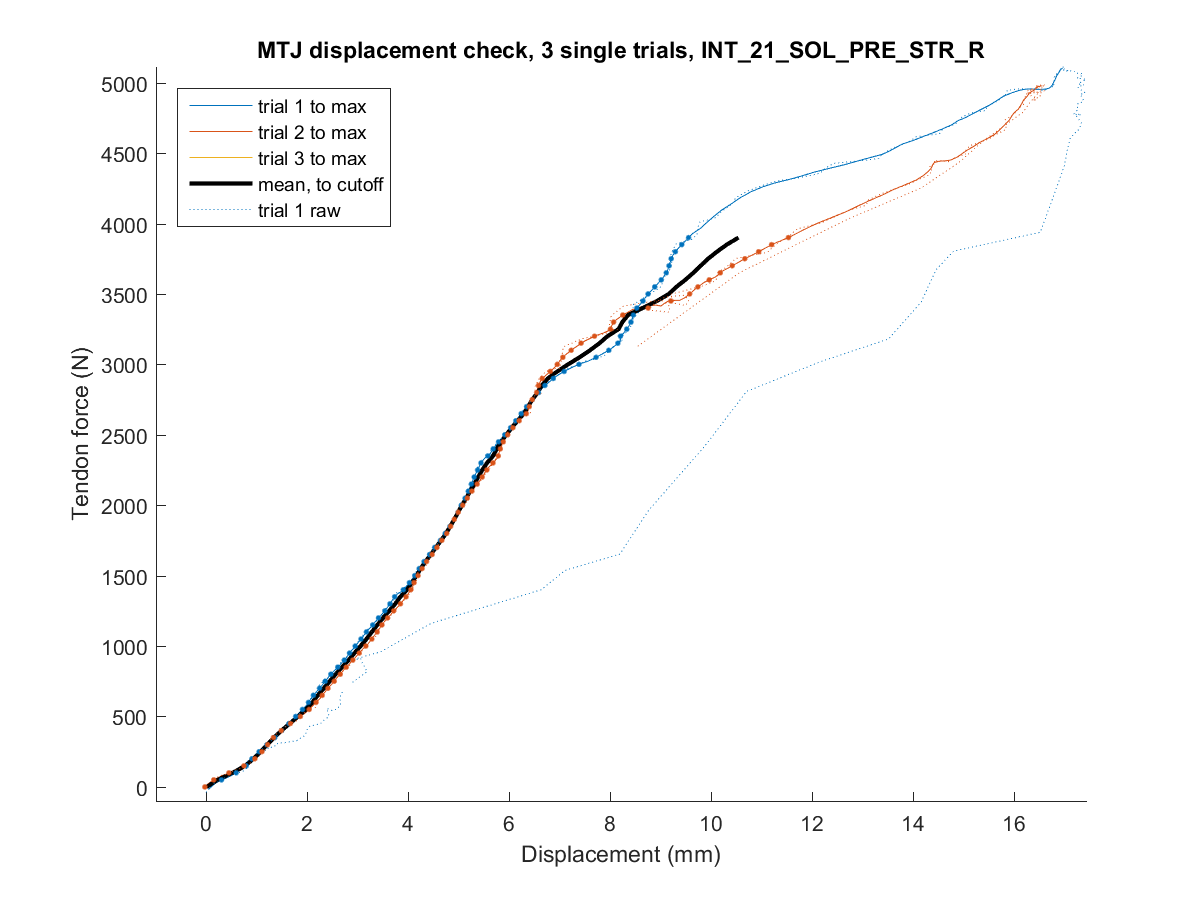 MTJ displacement check, 3 single trials, INT_21_SOL_PRE_STR_R
trial 1 to max
trial 2 to max
trial 3 to max
mean, to cutoff
trial 1 raw
5000
4500
4000
3500
3000
2500
2000
1500
1000
500
0
Tendon force (N)
0 2 4 6 8 10 12 14 16
Displacement (mm)